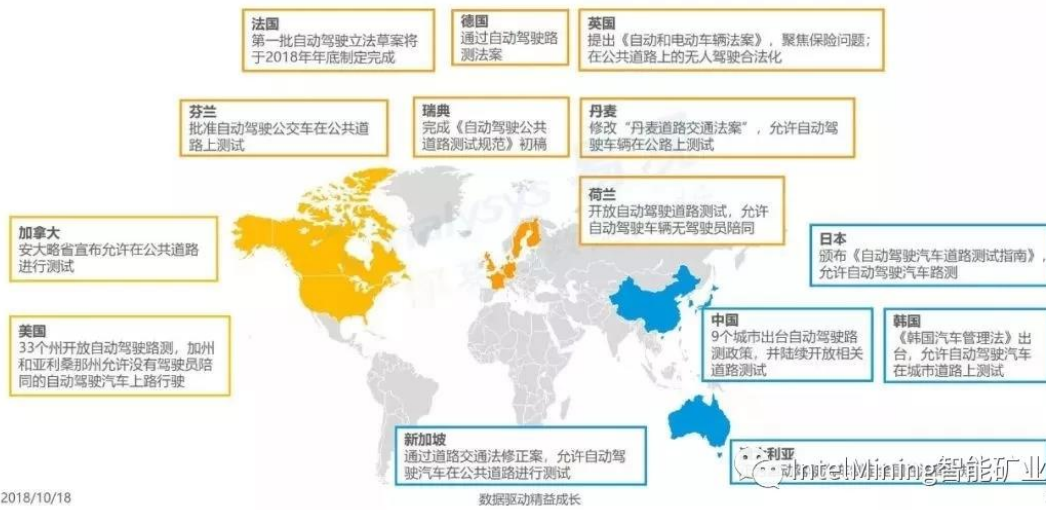 法国
第一批自动驾驶立法草案将
于2018年年底制定完成
德国
通过自动驾驶路
测法案
英国
提出《自动和电动车辆法案》，聚焦保险问题；
在公共道路上的无人驾驶合法化
芬兰
批准自动驾驶公交车在公共道
路上测试
瑞典
完成《自动驾驶公共
道路测试规范》初稿
丹麦
修改“丹麦道路交通法案”，允许自动驾
驶车辆在公路上测试
荷兰
开放自动驾驶道路测试，允许
自动驾驶车辆无驾驶员陪同
加拿大
安大略省宣布允许在公共道路
进行测试
日本
颁布《自动驾驶汽车道路测试指南》，
允许自动驾驶汽车路测
美国
33个州开放自动驾驶路测，加州
和亚利桑那州允许没有驾驶员陪
同的自动驾驶汽车上路行驶
中国
9个城市出台自动驾驶路
测政策，并陆续开放相关
道路测试
韩国
《韩国汽车管理法》出
台，允许自动驾驶汽车
在城市道路上测试
新加坡
通过道路交通法修正案，允许自动驾
驶汽车在公共道路进行测试
利亚
IntelMining智能矿业
2018/10/18
数据驱动精益成长